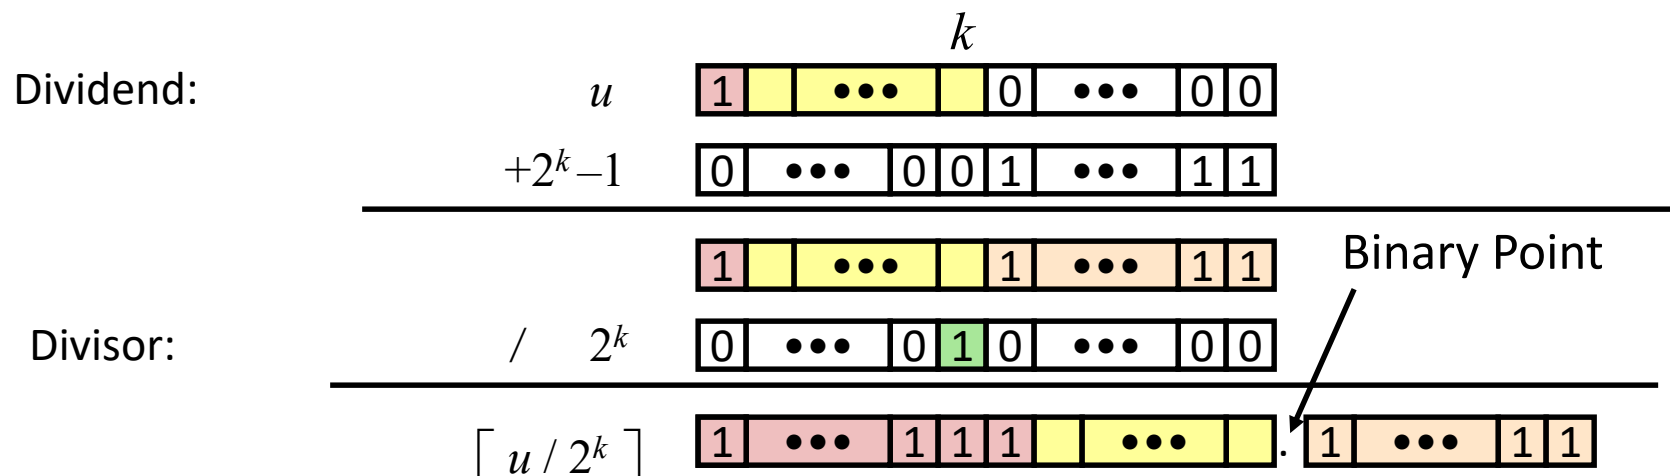 k
Dividend: u 1 ••• 0 ••• 0 0
+2ᵏ–1 0 ••• 0 0 1 ••• 1 1
1 ••• 1 ••• 1 1 Binary Point
Divisor: / 2ᵏ 0 ••• 0 1 0 ••• 0 0
⌈ u / 2ᵏ ⌉ 1 ••• 1 1 1 ••• . 1 ••• 1 1